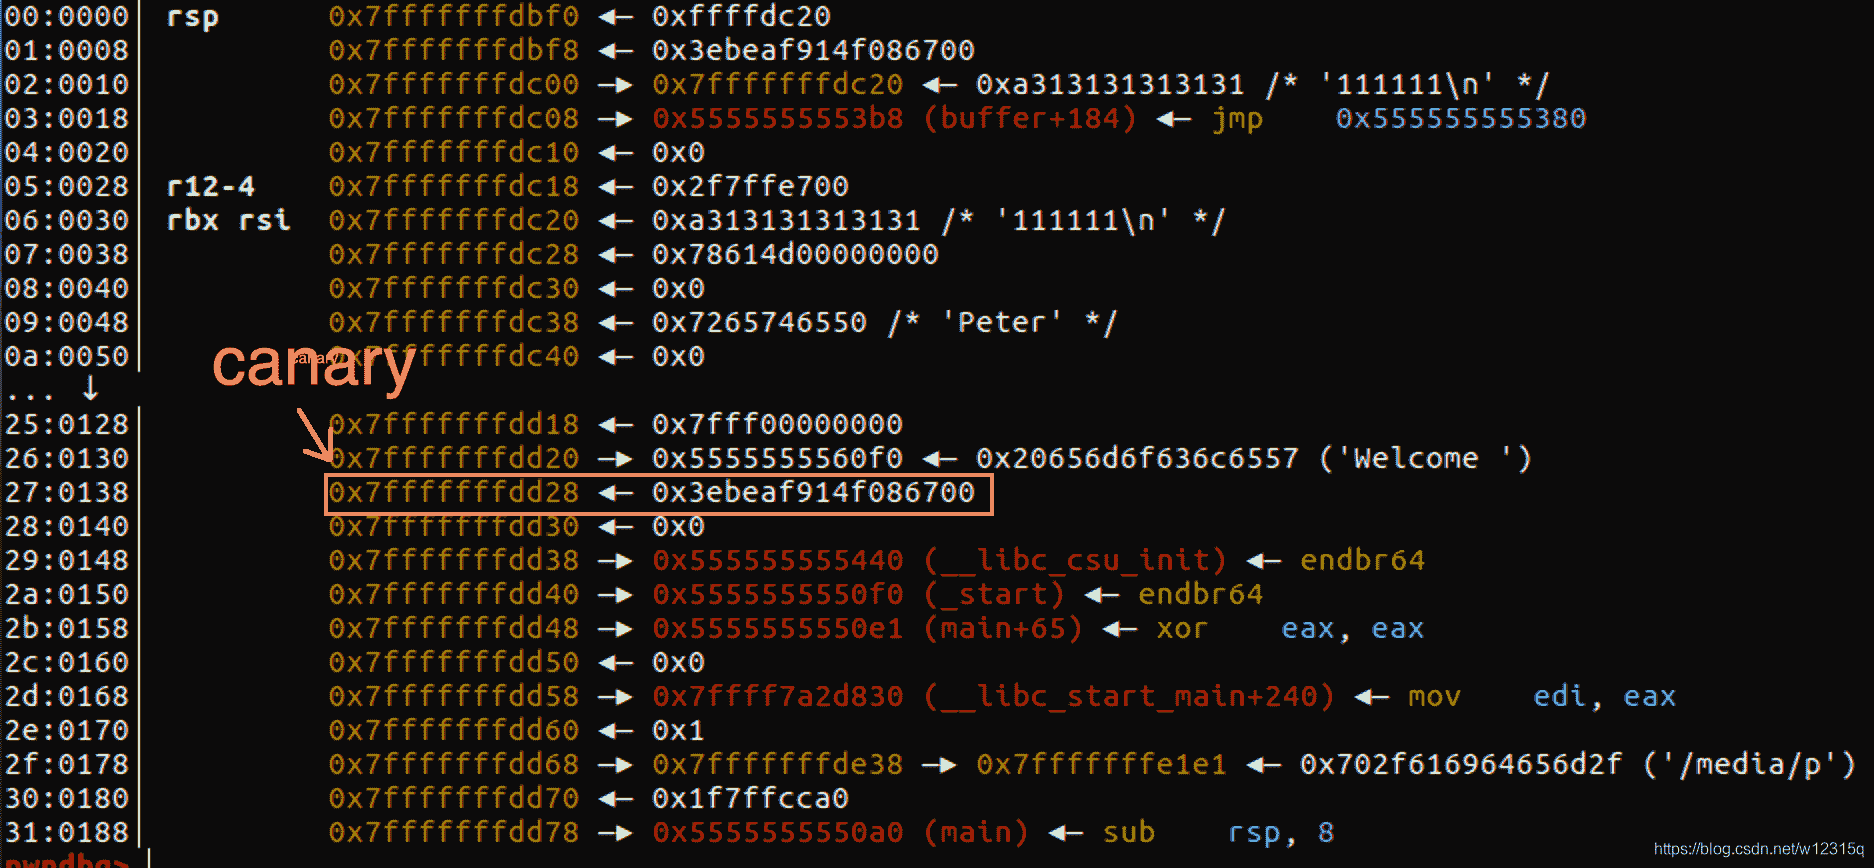 00:0000│ rsp 0x7fffffffdbf0 ◂— 0xffffdc20
01:0008│ 0x7fffffffdbf8 ◂— 0x3ebeaf914f086700
02:0010│ 0x7fffffffdc00 —▸ 0x7fffffffdc20 ◂— 0xa313131313131 /* '111111\n' */
03:0018│ 0x7fffffffdc08 —▸ 0x5555555553b8 (buffer+184) ◂— jmp 0x555555555380
04:0020│ 0x7fffffffdc10 ◂— 0x0
05:0028│ r12-4 0x7fffffffdc18 ◂— 0x2f7ffe700
06:0030│ rbx rsi 0x7fffffffdc20 ◂— 0xa313131313131 /* '111111\n' */
07:0038│ 0x7fffffffdc28 ◂— 0x78614d00000000
08:0040│ 0x7fffffffdc30 ◂— 0x0
09:0048│ 0x7fffffffdc38 ◂— 0x7265746550 /* 'Peter' */
0a:0050│ 0x7fffffffdc40 ◂— 0x0
canary
canary
... ↓
25:0128│ 0x7fffffffdd18 ◂— 0x7fff00000000
26:0130│ 0x7fffffffdd20 —▸ 0x5555555560f0 ◂— 0x20656d6f636c6557 ('Welcome ')
27:0138│ 0x7fffffffdd28 ◂— 0x3ebeaf914f086700
28:0140│ 0x7fffffffdd30 ◂— 0x0
29:0148│ 0x7fffffffdd38 —▸ 0x555555555440 (__libc_csu_init) ◂— endbr64
2a:0150│ 0x7fffffffdd40 —▸ 0x5555555550f0 (_start) ◂— endbr64
2b:0158│ 0x7fffffffdd48 —▸ 0x5555555550e1 (main+65) ◂— xor eax, eax
2c:0160│ 0x7fffffffdd50 ◂— 0x0
2d:0168│ 0x7fffffffdd58 —▸ 0x7ffff7a2d830 (__libc_start_main+240) ◂— mov edi, eax
2e:0170│ 0x7fffffffdd60 ◂— 0x1
2f:0178│ 0x7fffffffdd68 —▸ 0x7fffffffde38 —▸ 0x7fffffffe1e1 ◂— 0x702f616964656d2f ('/media/p')
30:0180│ 0x7fffffffdd70 ◂— 0x1f7ffcca0
31:0188│ 0x7fffffffdd78 —▸ 0x5555555550a0 (main) ◂— sub rsp, 8
pwndbg>
https://blog.csdn.net/w12315q